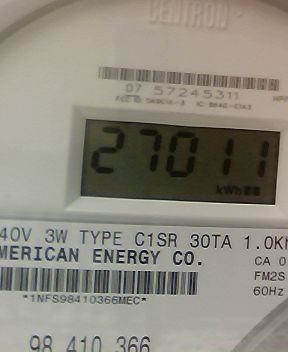 CENTRON
07 57245311
27011
kWh
40V 3W TYPE C1SR 30TA 1.0K
MERICAN ENERGY CO.
CA 0
FM2S
*1NFS98410366MEC*
60Hz
98 410 366